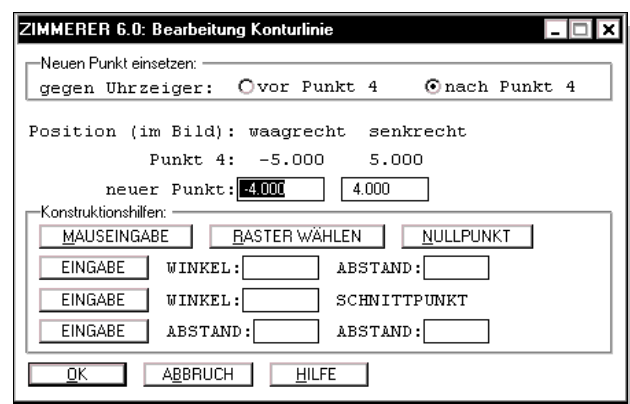 ZIMMERER 6.0: Bearbeitung Konturlinie
Neuen Punkt einsetzen:
gegen Uhrzeiger: vor Punkt 4 nach Punkt 4
Position (im Bild): waagrecht senkrecht
Punkt 4: -5.000 5.000
neuer Punkt: -4.000 4.000
Konstruktionshilfen:
MAUSEINGABE RASTER WÄHLEN NULLPUNKT
EINGABE WINKEL: ABSTAND:
EINGABE WINKEL: SCHNITTPUNKT
EINGABE ABSTAND: ABSTAND:
OK ABBRUCH HILFE